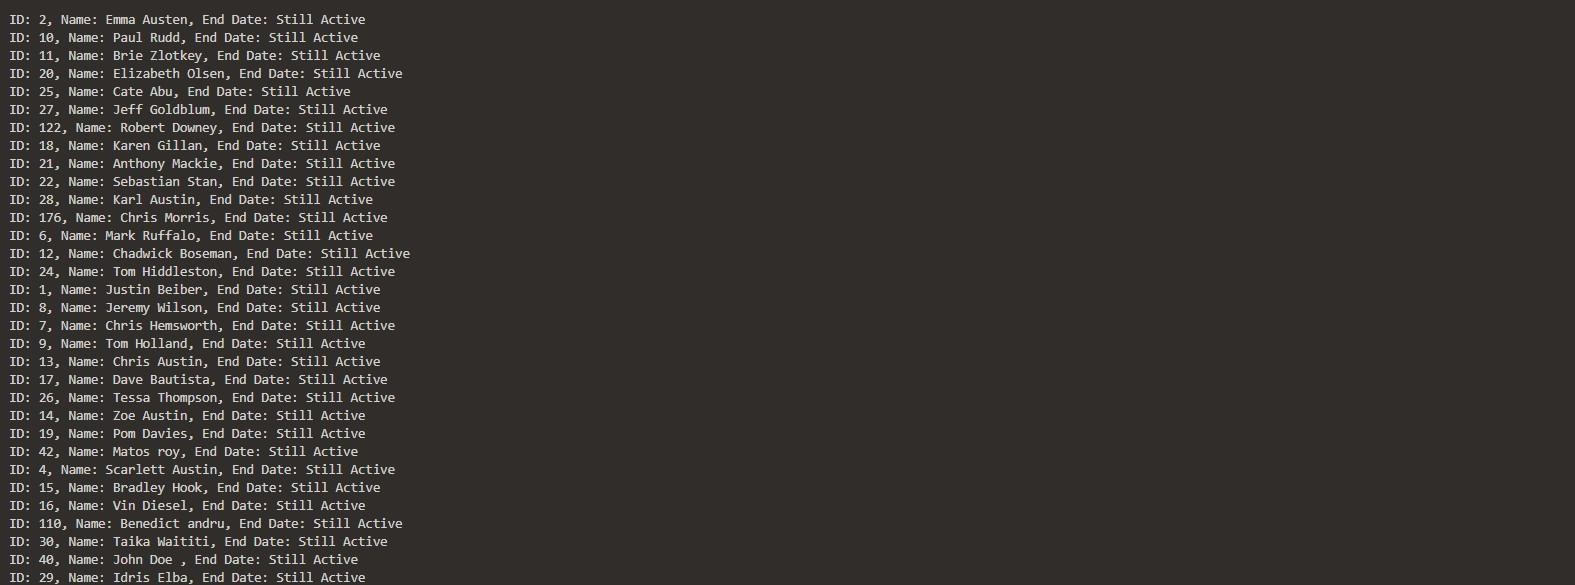 ID: 2, Name: Emma Austen, End Date: Still Active
ID: 10, Name: Paul Rudd, End Date: Still Active
ID: 11, Name: Brie Zlotkey, End Date: Still Active
ID: 20, Name: Elizabeth Olsen, End Date: Still Active
ID: 25, Name: Cate Abu, End Date: Still Active
ID: 27, Name: Jeff Goldblum, End Date: Still Active
ID: 122, Name: Robert Downey, End Date: Still Active
ID: 18, Name: Karen Gillan, End Date: Still Active
ID: 21, Name: Anthony Mackie, End Date: Still Active
ID: 22, Name: Sebastian Stan, End Date: Still Active
ID: 28, Name: Karl Austin, End Date: Still Active
ID: 176, Name: Chris Morris, End Date: Still Active
ID: 6, Name: Mark Ruffalo, End Date: Still Active
ID: 12, Name: Chadwick Boseman, End Date: Still Active
ID: 24, Name: Tom Hiddleston, End Date: Still Active
ID: 1, Name: Justin Beiber, End Date: Still Active
ID: 8, Name: Jeremy Wilson, End Date: Still Active
ID: 7, Name: Chris Hemsworth, End Date: Still Active
ID: 9, Name: Tom Holland, End Date: Still Active
ID: 13, Name: Chris Austin, End Date: Still Active
ID: 17, Name: Dave Bautista, End Date: Still Active
ID: 26, Name: Tessa Thompson, End Date: Still Active
ID: 14, Name: Zoe Austin, End Date: Still Active
ID: 19, Name: Pom Davies, End Date: Still Active
ID: 42, Name: Matos roy, End Date: Still Active
ID: 4, Name: Scarlett Austin, End Date: Still Active
ID: 15, Name: Bradley Hook, End Date: Still Active
ID: 16, Name: Vin Diesel, End Date: Still Active
ID: 110, Name: Benedict andru, End Date: Still Active
ID: 30, Name: Taika Waititi, End Date: Still Active
ID: 40, Name: John Doe , End Date: Still Active
ID: 29, Name: Idris Elba, End Date: Still Active